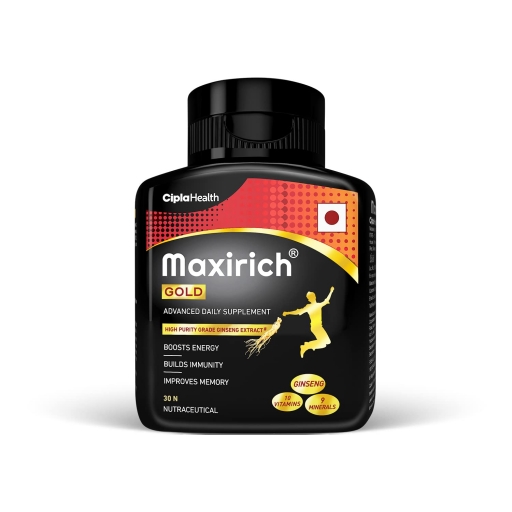 CiplaHealth
Maxirich®
GOLD
ADVANCED DAILY SUPPLEMENT
HIGH PURITY GRADE GINSENG EXTRACT
BOOSTS ENERGY
BUILDS IMMUNITY
IMPROVES MEMORY
30 N
NUTRACEUTICAL
GINSENG
10 VITAMINS
9 MINERALS